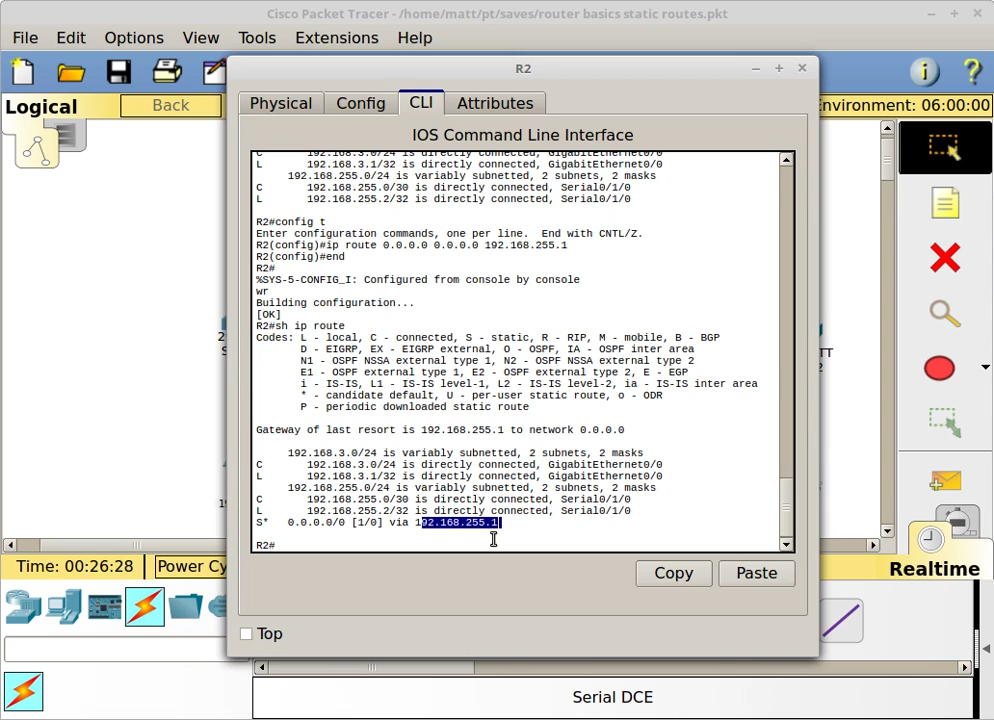 Cisco Packet Tracer - /home/matt/pt/saves/router basics static routes.pkt
File Edit Options View Tools Extensions Help
R2
Logical
Back
Environment: 06:00:00
Physical Config CLI Attributes
IOS Command Line Interface
C 192.168.3.0/24 is directly connected, GigabitEthernet0/0
L 192.168.3.1/32 is directly connected, GigabitEthernet0/0
192.168.255.0/24 is variably subnetted, 2 subnets, 2 masks
C 192.168.255.0/30 is directly connected, Serial0/1/0
L 192.168.255.2/32 is directly connected, Serial0/1/0
R2#config t
Enter configuration commands, one per line. End with CNTL/Z.
R2(config)#ip route 0.0.0.0 0.0.0.0 192.168.255.1
R2(config)#end
R2#
%SYS-5-CONFIG_I: Configured from console by console
wr
Building configuration...
[OK]
R2#sh ip route
Codes: L - local, C - connected, S - static, R - RIP, M - mobile, B - BGP
D - EIGRP, EX - EIGRP external, O - OSPF, IA - OSPF inter area
N1 - OSPF NSSA external type 1, N2 - OSPF NSSA external type 2
E1 - OSPF external type 1, E2 - OSPF external type 2, E - EGP
i - IS-IS, L1 - IS-IS level-1, L2 - IS-IS level-2, ia - IS-IS inter area
* - candidate default, U - per-user static route, o - ODR
P - periodic downloaded static route
Gateway of last resort is 192.168.255.1 to network 0.0.0.0
192.168.3.0/24 is variably subnetted, 2 subnets, 2 masks
C 192.168.3.0/24 is directly connected, GigabitEthernet0/0
L 192.168.3.1/32 is directly connected, GigabitEthernet0/0
192.168.255.0/24 is variably subnetted, 2 subnets, 2 masks
C 192.168.255.0/30 is directly connected, Serial0/1/0
L 192.168.255.2/32 is directly connected, Serial0/1/0
S* 0.0.0.0/0 [1/0] via 192.168.255.1
R2#
Copy Paste
Top
Time: 00:26:28
Power Cy
Realtime
Serial DCE